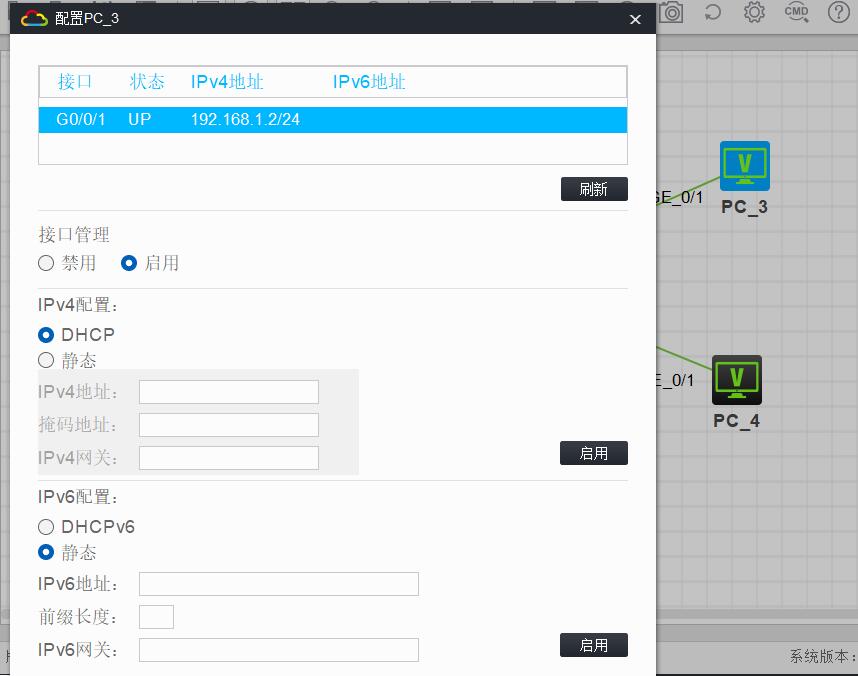 配置PC_3
CMD
接口 状态 IPv4地址 IPv6地址
G0/0/1 UP 192.168.1.2/24
刷新
接口管理
禁用 启用
IPv4配置：
DHCP
静态
IPv4地址：
掩码地址：
IPv4网关：
启用
IPv6配置：
DHCPv6
静态
IPv6地址：
前缀长度：
IPv6网关：
启用
GE_0/1
PC_3
E_0/1
PC_4
系统版本：